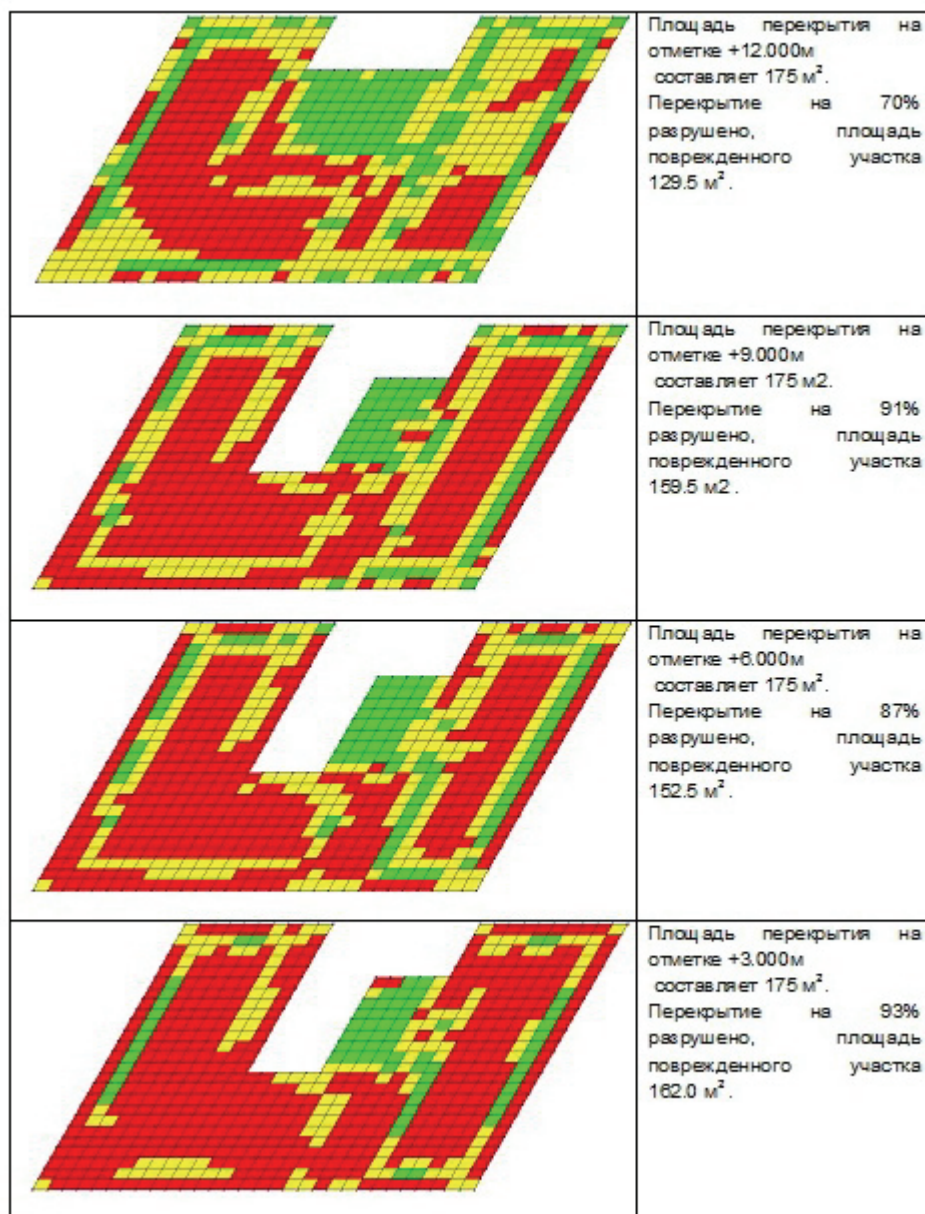 Площадь перекрытия на
отметке +12.000м
составляет 175 м².
Перекрытие на 70%
разрушено, площадь
поврежденного участка
129.5 м².
Площадь перекрытия на
отметке +9.000м
составляет 175 м2.
Перекрытие на 91%
разрушено, площадь
поврежденного участка
159.5 м2 .
Площадь перекрытия на
отметке +6.000м
составляет 175 м².
Перекрытие на 87%
разрушено, площадь
поврежденного участка
152.5 м².
Площадь перекрытия на
отметке +3.000м
составляет 175 м².
Перекрытие на 93%
разрушено, площадь
поврежденного участка
162.0 м².